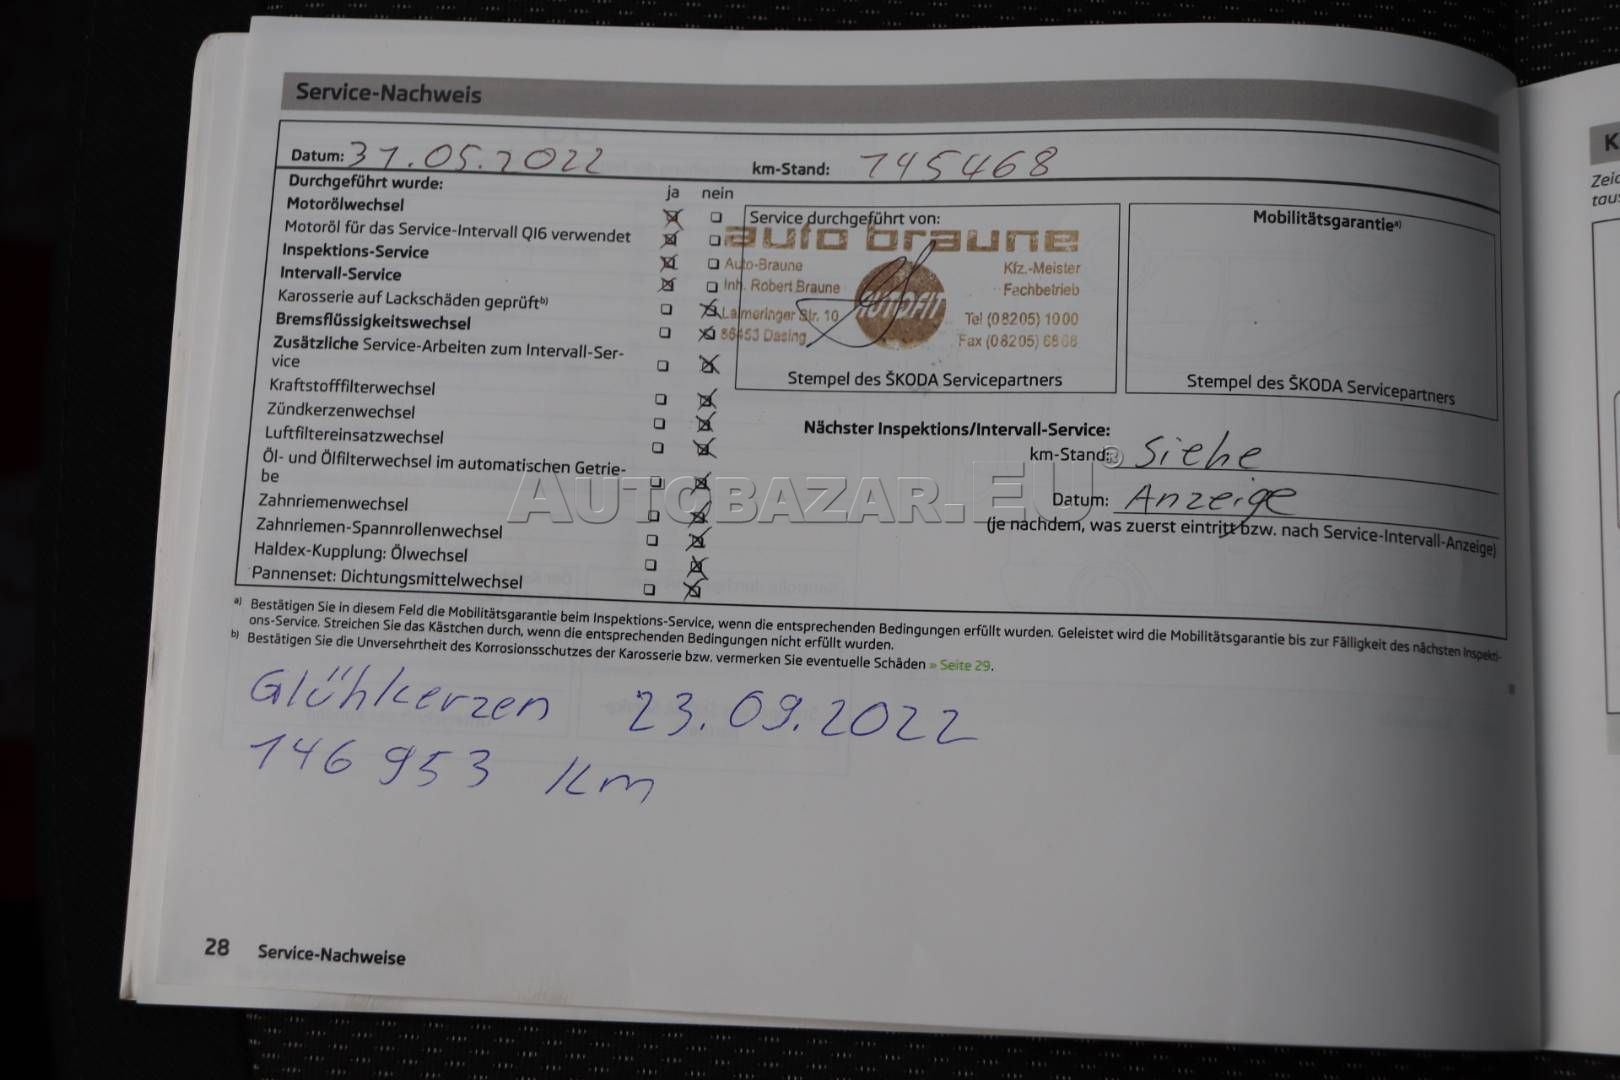 Service-Nachweis
Datum: 31.05.2022 km-Stand: 145468
Durchgeführt wurde: ja nein
Motorölwechsel
Motoröl für das Service-Intervall QI6 verwendet
Inspektions-Service
Intervall-Service
Karosserie auf Lackschäden geprüft b)
Bremsflüssigkeitswechsel
Zusätzliche Service-Arbeiten zum Intervall-Ser-
vice
Kraftstofffilterwechsel
Zündkerzenwechsel
Luftfiltereinsatzwechsel
Öl- und Ölfilterwechsel im automatischen Getrie-
be
Zahnriemenwechsel
Zahnriemen-Spannrollenwechsel
Haldex-Kupplung: Ölwechsel
Pannenset: Dichtungsmittelwechsel
Service durchgeführt von:
auto braune
Auto-Braune Kfz.-Meister
Inh. Robert Braune Fachbetrieb
AUTOFIT
Laimeringer Str. 10 Tel (08205) 1000
86453 Dasing Fax (08205) 6868
Stempel des ŠKODA Servicepartners
Mobilitätsgarantie a)
Stempel des ŠKODA Servicepartners
Nächster Inspektions/Intervall-Service:
km-Stand: siehe
Datum: Anzeige
(je nachdem, was zuerst eintritt bzw. nach Service-Intervall-Anzeige)
AUTOBAZAR.EU®
a) Bestätigen Sie in diesem Feld die Mobilitätsgarantie beim Inspektions-Service, wenn die entsprechenden Bedingungen erfüllt wurden. Geleistet wird die Mobilitätsgarantie bis zur Fälligkeit des nächsten Inspekti-
ons-Service. Streichen Sie das Kästchen durch, wenn die entsprechenden Bedingungen nicht erfüllt wurden.
b) Bestätigen Sie die Unversehrtheit des Korrosionsschutzes der Karosserie bzw. vermerken Sie eventuelle Schäden » Seite 29.
Glühkerzen 23.09.2022
146953 Km
28 Service-Nachweise